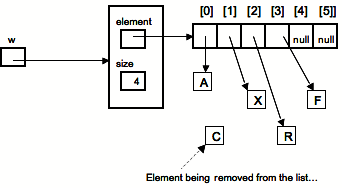 [0] [1] [2] [3] [4] [5]]
element
w
null null
size
4
A
X
F
C
R
Element being removed from the list...